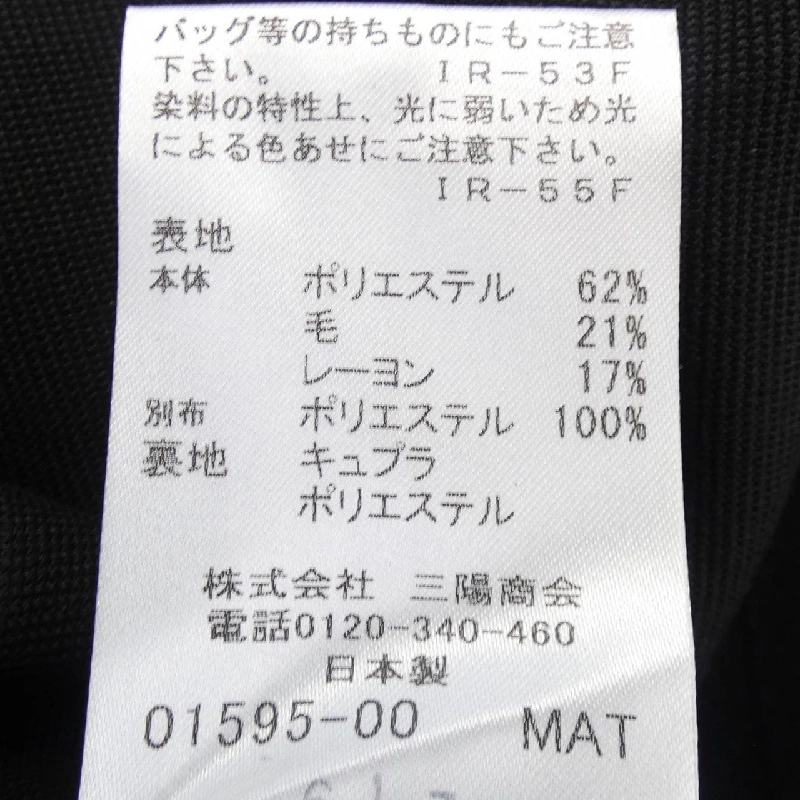 バッグ等の持ちものにもご注意
下さい。 ＩＲ－５３Ｆ
染料の特性上、光に弱いため光
による色あせにご注意下さい。
ＩＲ－５５Ｆ
表地
本体 ポリエステル 62%
毛 21%
レーヨン 17%
別布 ポリエステル 100%
裏地 キュプラ
ポリエステル
株式会社 三陽商会
電話0120-340-460
日本製
01595-00 MAT